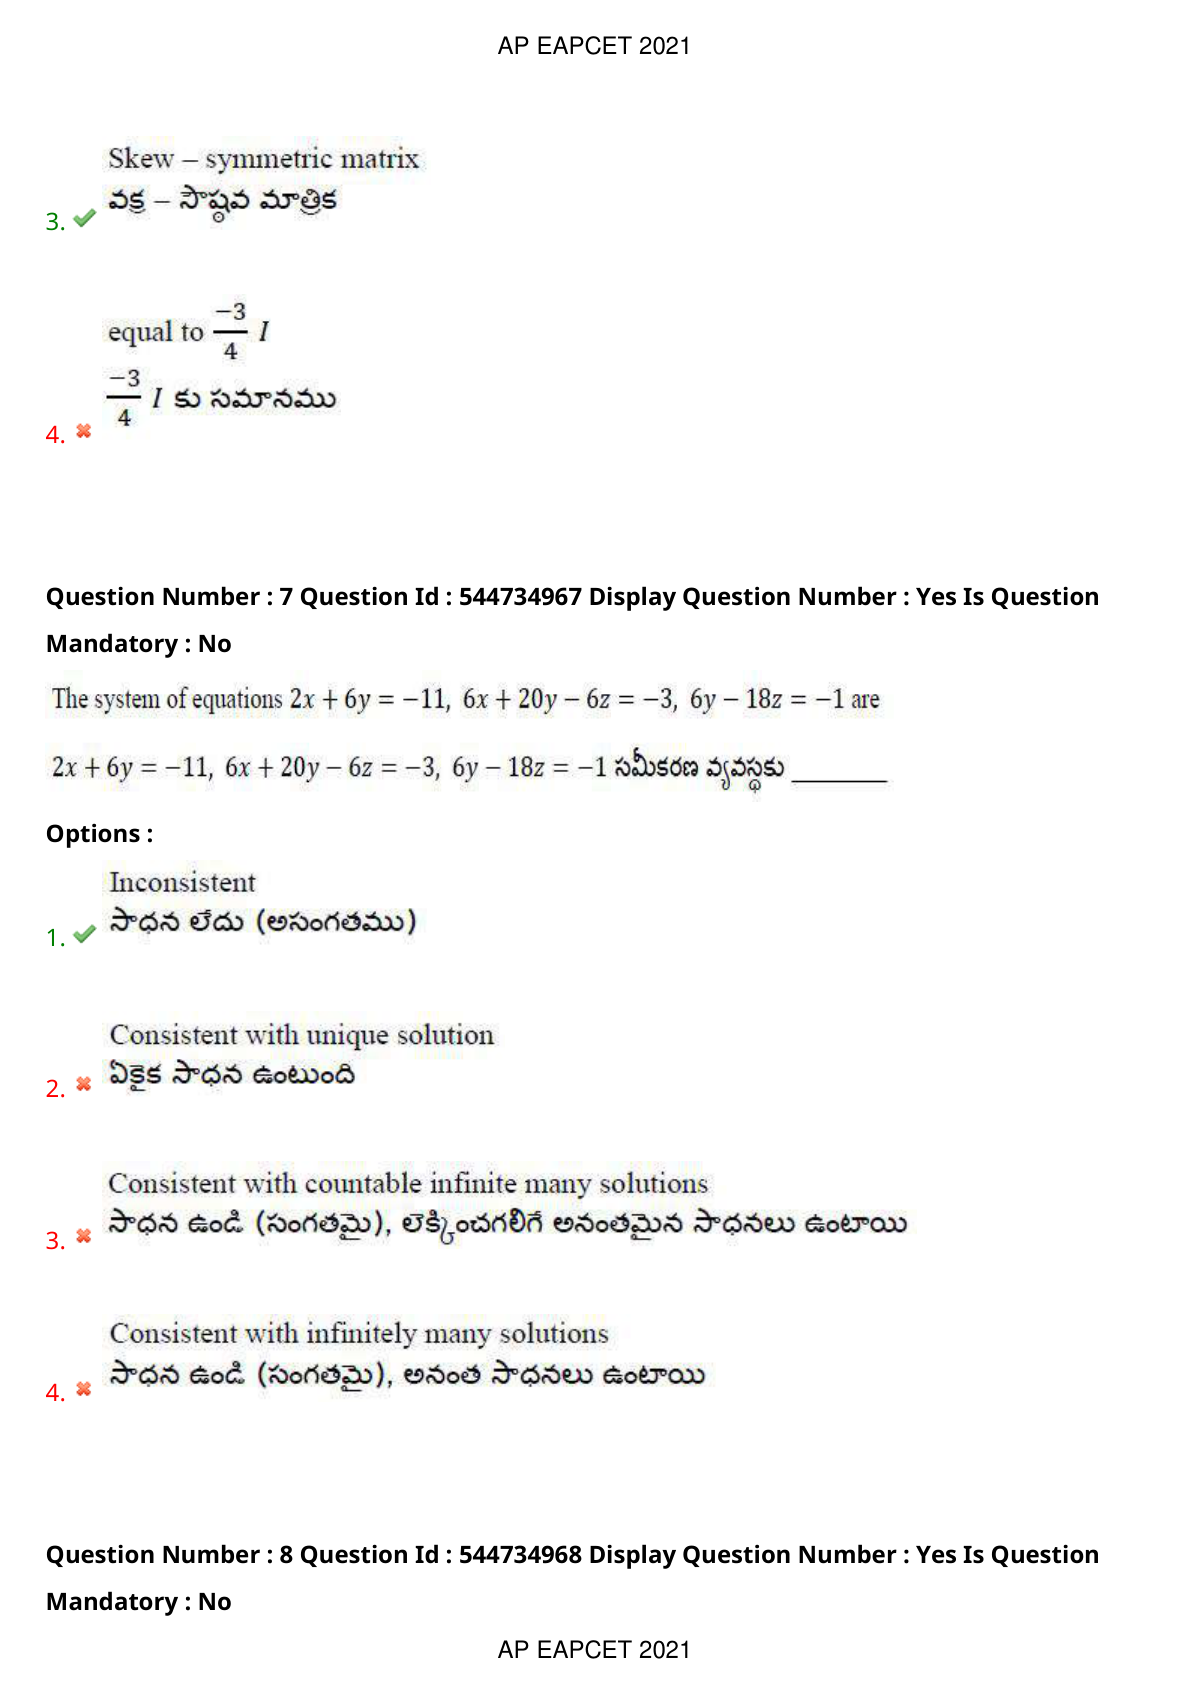 AP EAPCET 2021
Skew – symmetric matrix
వక్ర – సౌష్ఠవ మాత్రిక
3.
equal to −3/4 I
−3/4 I కు సమానము
4.
Question Number : 7 Question Id : 544734967 Display Question Number : Yes Is Question
Mandatory : No
The system of equations 2x + 6y = −11, 6x + 20y − 6z = −3, 6y − 18z = −1 are
2x + 6y = −11, 6x + 20y − 6z = −3, 6y − 18z = −1 సమీకరణ వ్యవస్థకు _______
Options :
Inconsistent
సాధన లేదు (అసంగతము)
1.
Consistent with unique solution
ఏకైక సాధన ఉంటుంది
2.
Consistent with countable infinite many solutions
సాధన ఉండి (సంగతమై), లెక్కించగలిగే అనంతమైన సాధనలు ఉంటాయి
3.
Consistent with infinitely many solutions
సాధన ఉండి (సంగతమై), అనంత సాధనలు ఉంటాయి
4.
Question Number : 8 Question Id : 544734968 Display Question Number : Yes Is Question
Mandatory : No
AP EAPCET 2021